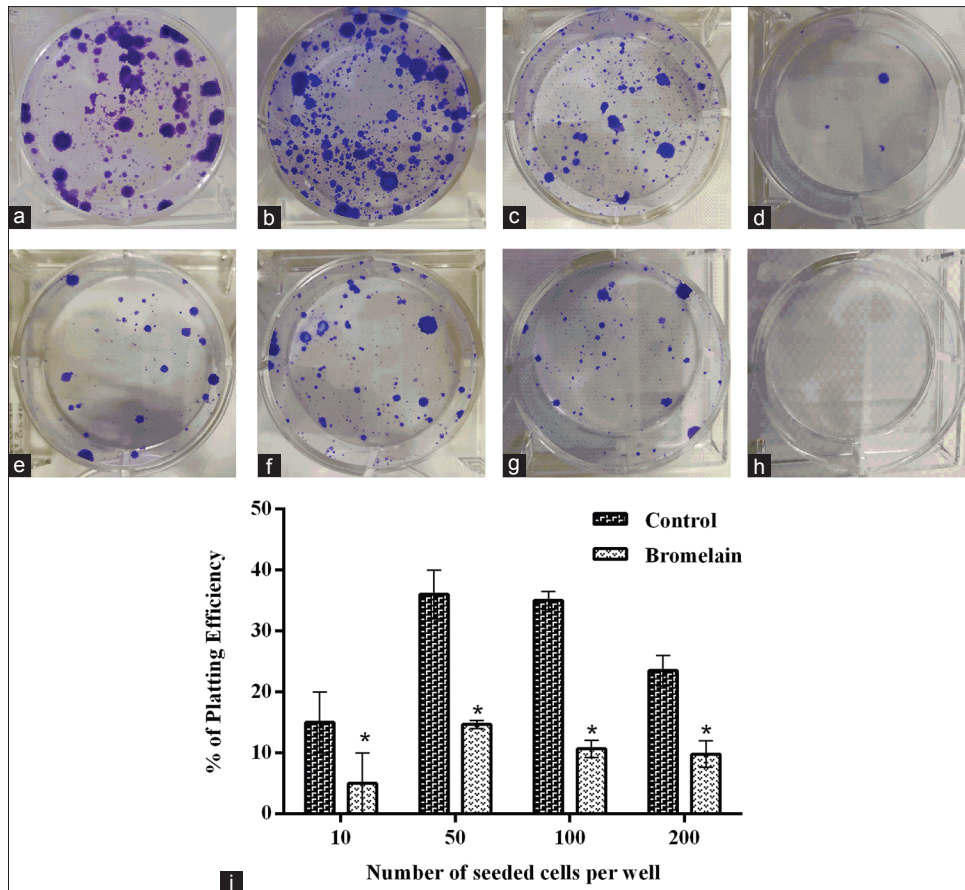 a
b
c
d
e
f
g
h
50
40
30
20
10
0
% of Platting Efficiency
Control
Bromelain
*
*
*
*
10 50 100 200
Number of seeded cells per well
i